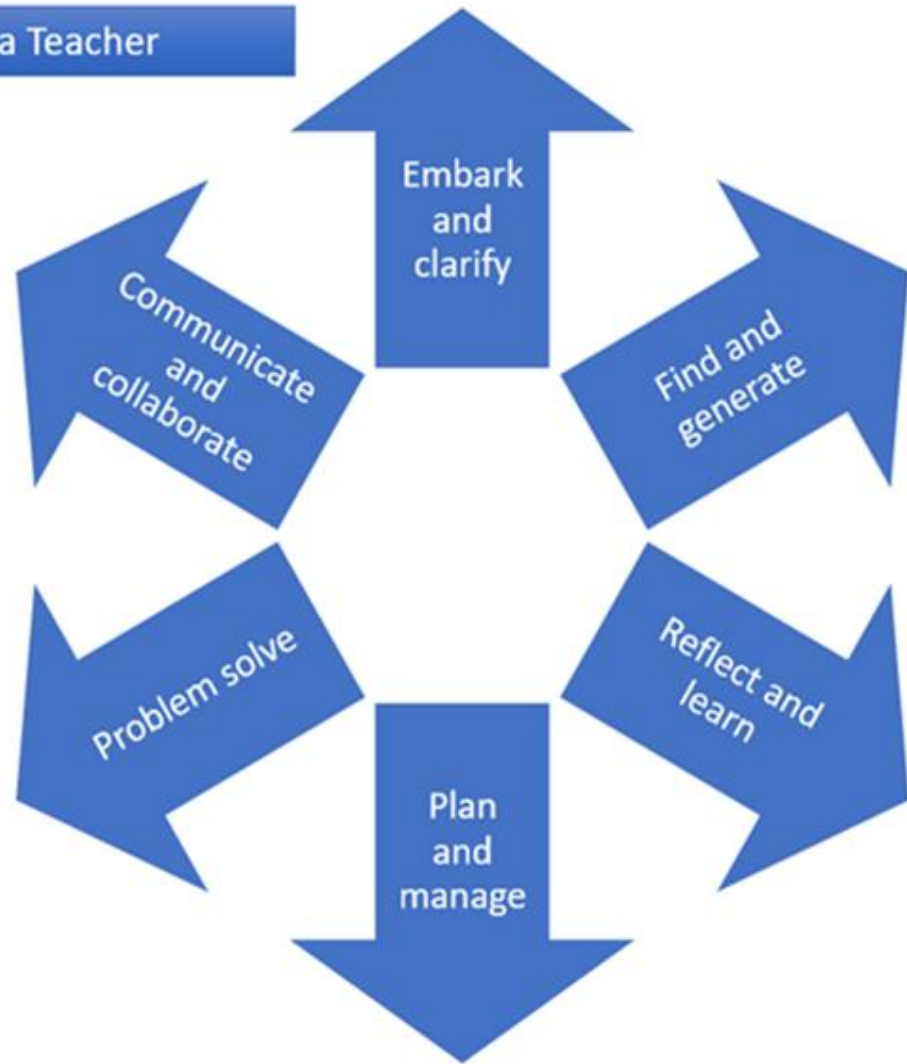 a Teacher
Embark
and
clarify
Find and
generate
Reflect and
learn
Plan
and
manage
Problem solve
Communicate
and
collaborate